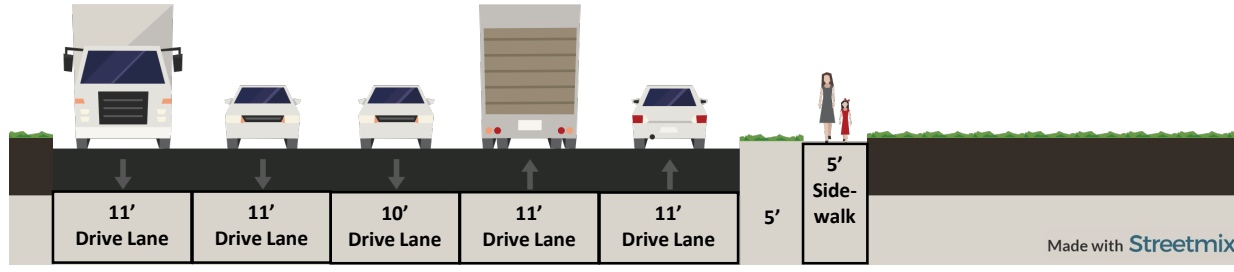 11’
Drive Lane
11’
Drive Lane
10’
Drive Lane
11’
Drive Lane
11’
Drive Lane
5’
5’
Side-
walk
Made with Streetmix